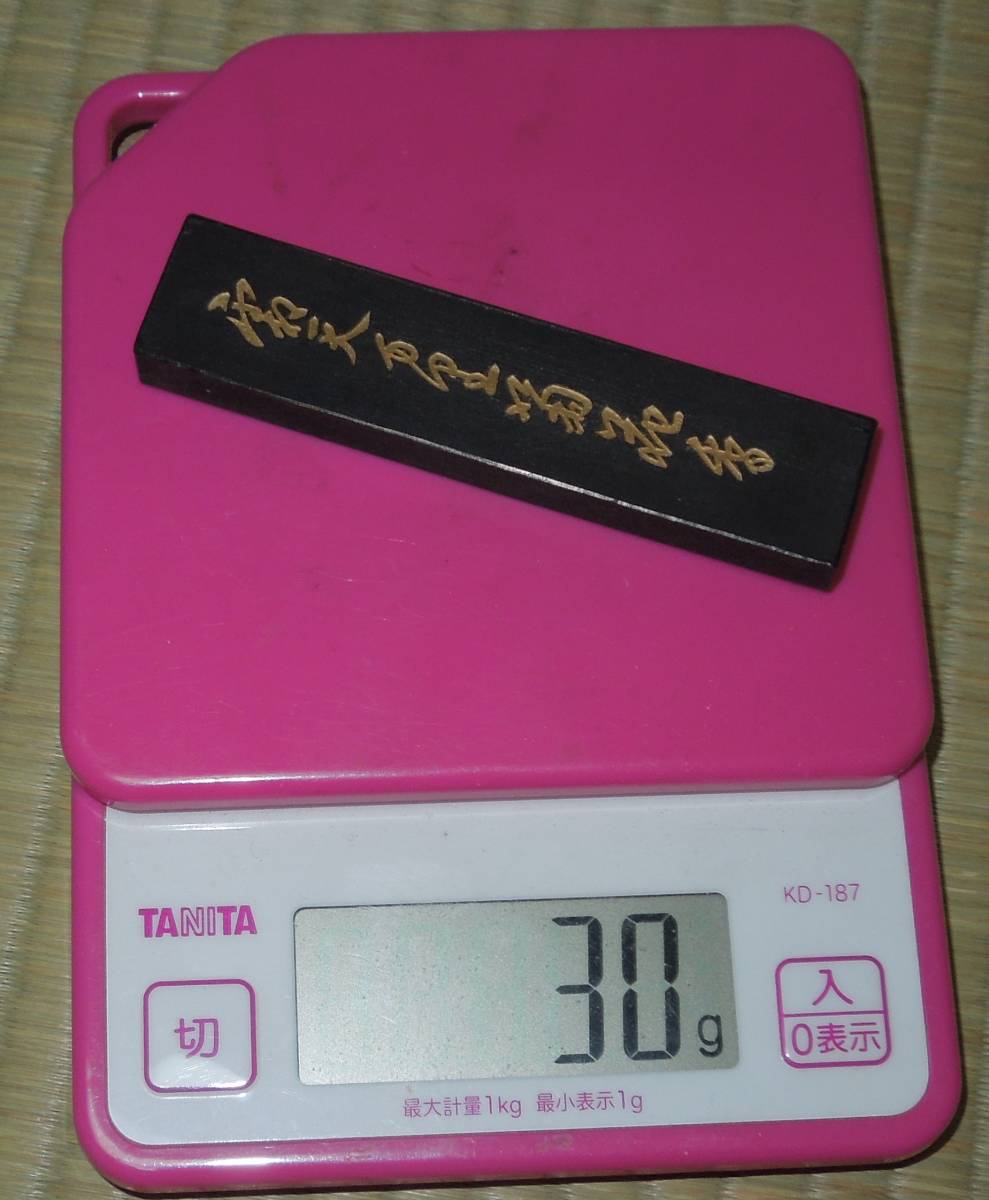 TANITA
KD-187
30g
切
入
0表示
最大計量1kg 最小表示1g